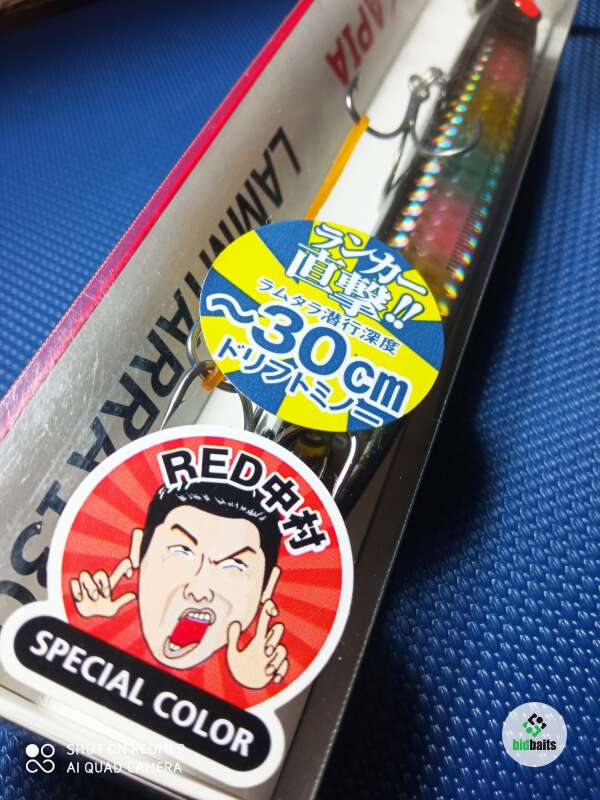 APIA
LAMMTARRA 13
ランカー
直撃!!
ラムタラ潜行深度
～30cm
ドリフトミノー
RED中村
SPECIAL COLOR
SHOT ON REDMI 9
AI QUAD CAMERA
bidbaits